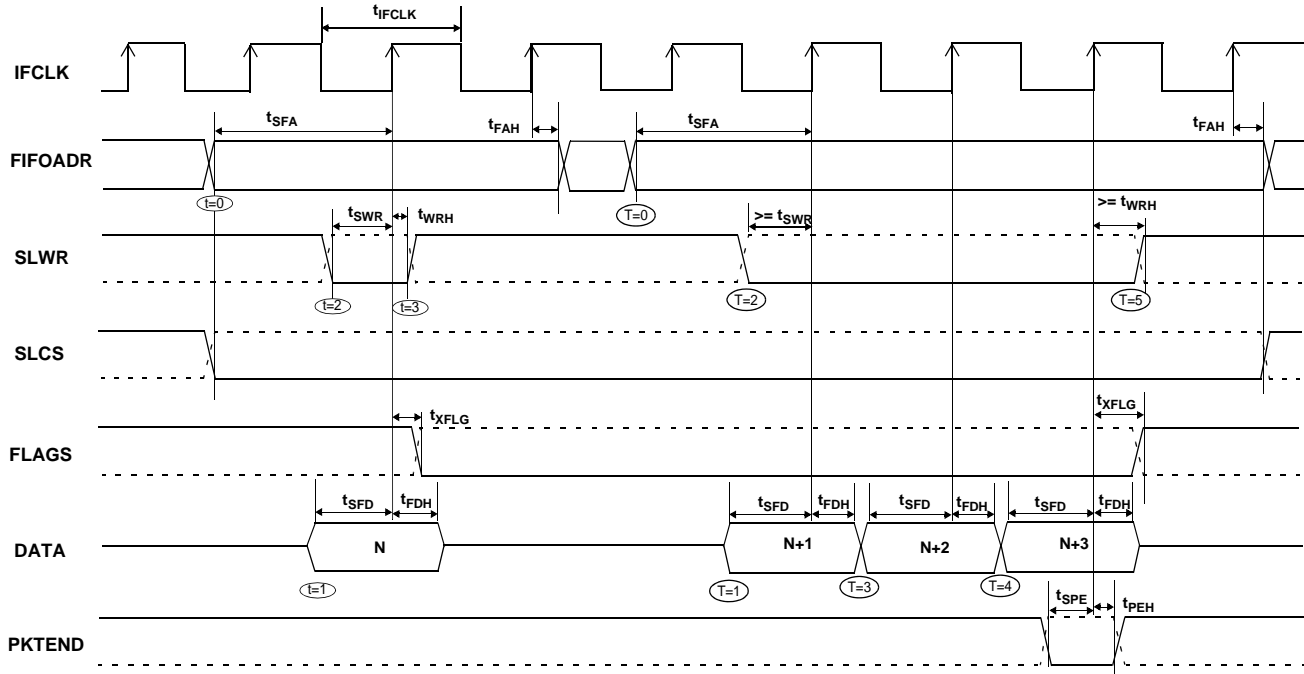 tIFCLK
IFCLK
tSFA
tFAH
tSFA
tFAH
FIFOADR
t=0
T=0
tSWR
tWRH
>= tSWR
>= tWRH
SLWR
t=2
t=3
T=2
T=5
SLCS
tXFLG
tXFLG
FLAGS
tSFD
tFDH
tSFD
tFDH
tSFD
tFDH
tSFD
tFDH
DATA
N
N+1
N+2
N+3
t=1
T=1
T=3
T=4
tSPE
tPEH
PKTEND